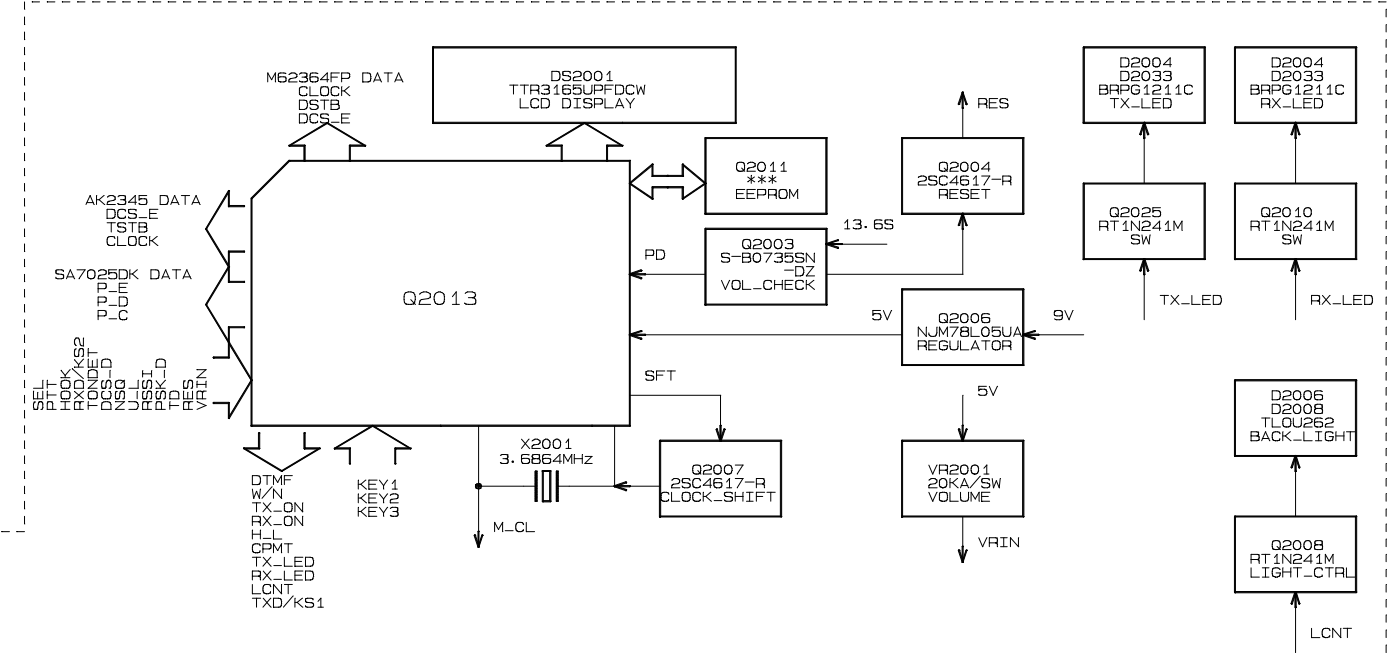 M62364FP DATA
CLOCK
DSTB
DCS_E
DS2001
TTR3165UPFDCW
LCD DISPLAY
AK2345 DATA
DCS_E
TSTB
CLOCK
SA7025DK DATA
P_E
P_D
P_C
SEL
PTT
HOOK
RXD/KS2
TONDET
DCS_D
NSQ
U_L
RSSI
PSK_D
TD
RES
VRIN
Q2013
Q2011
***
EEPROM
PD
Q2003
S-B0735SN
-DZ
VOL_CHECK
13.6S
RES
Q2004
2SC4617-R
RESET
5V
Q2006
NJM78L05UA
REGULATOR
9V
SFT
X2001
3.6864MHz
Q2007
2SC4617-R
CLOCK_SHIFT
M_CL
5V
VR2001
20KA/SW
VOLUME
VRIN
DTMF
W/N
TX_ON
RX_ON
H_L
CPMT
TX_LED
RX_LED
LCNT
TXD/KS1
KEY1
KEY2
KEY3
D2004
D2033
BRPG1211C
TX_LED
Q2025
RT1N241M
SW
TX_LED
D2004
D2033
BRPG1211C
RX_LED
Q2010
RT1N241M
SW
RX_LED
D2006
D2008
TLOU262
BACK_LIGHT
Q2008
RT1N241M
LIGHT_CTRL
LCNT